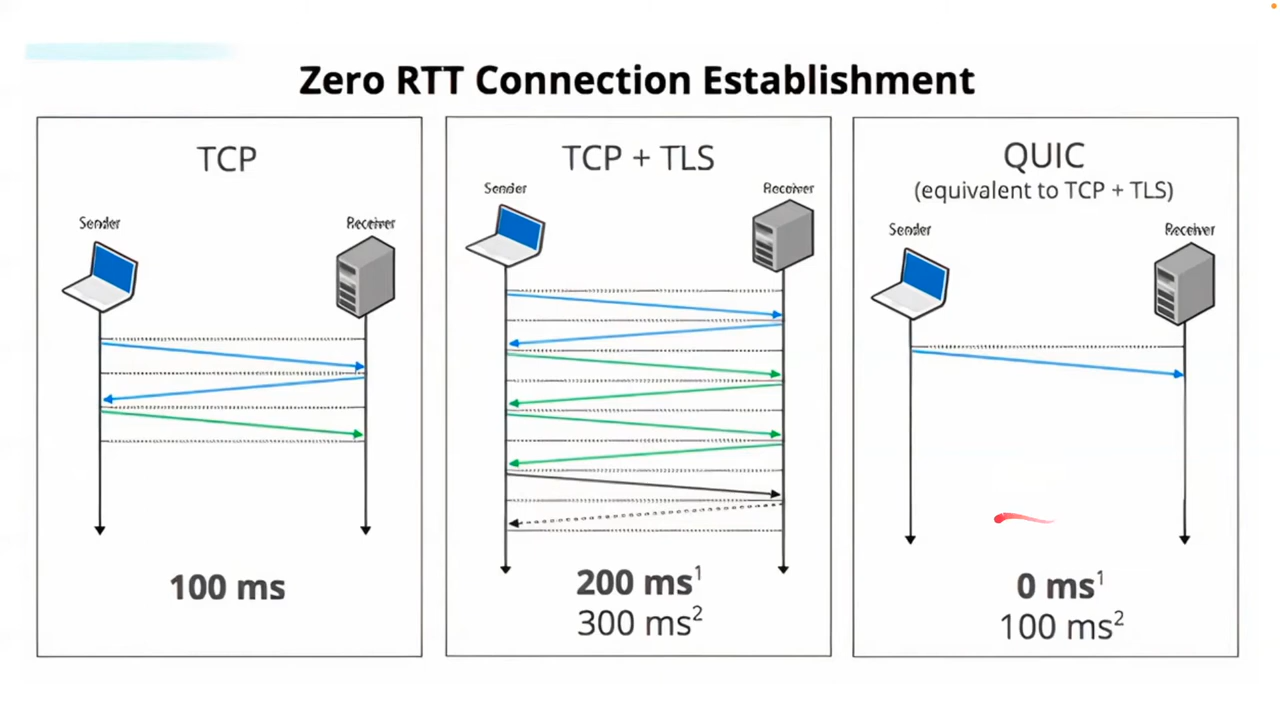 Zero RTT Connection Establishment
TCP
Sender
Receiver
100 ms
TCP + TLS
Sender
Receiver
200 ms¹
300 ms²
QUIC
(equivalent to TCP + TLS)
Sender
Receiver
0 ms¹
100 ms²